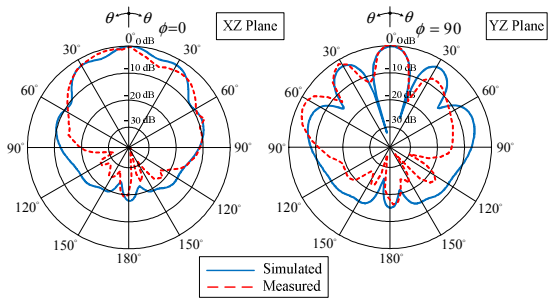 θ θ
ϕ=0
XZ Plane
0° 0 dB
30° 30°
-10 dB
60° 60°
-20 dB
-30 dB
90° 90°
120° 120°
150° 150°
180°
θ θ
ϕ = 90
YZ Plane
0° 0 dB
30° 30°
-10 dB
60° 60°
-20 dB
-30 dB
90° 90°
120° 120°
150° 150°
180°
Simulated
Measured